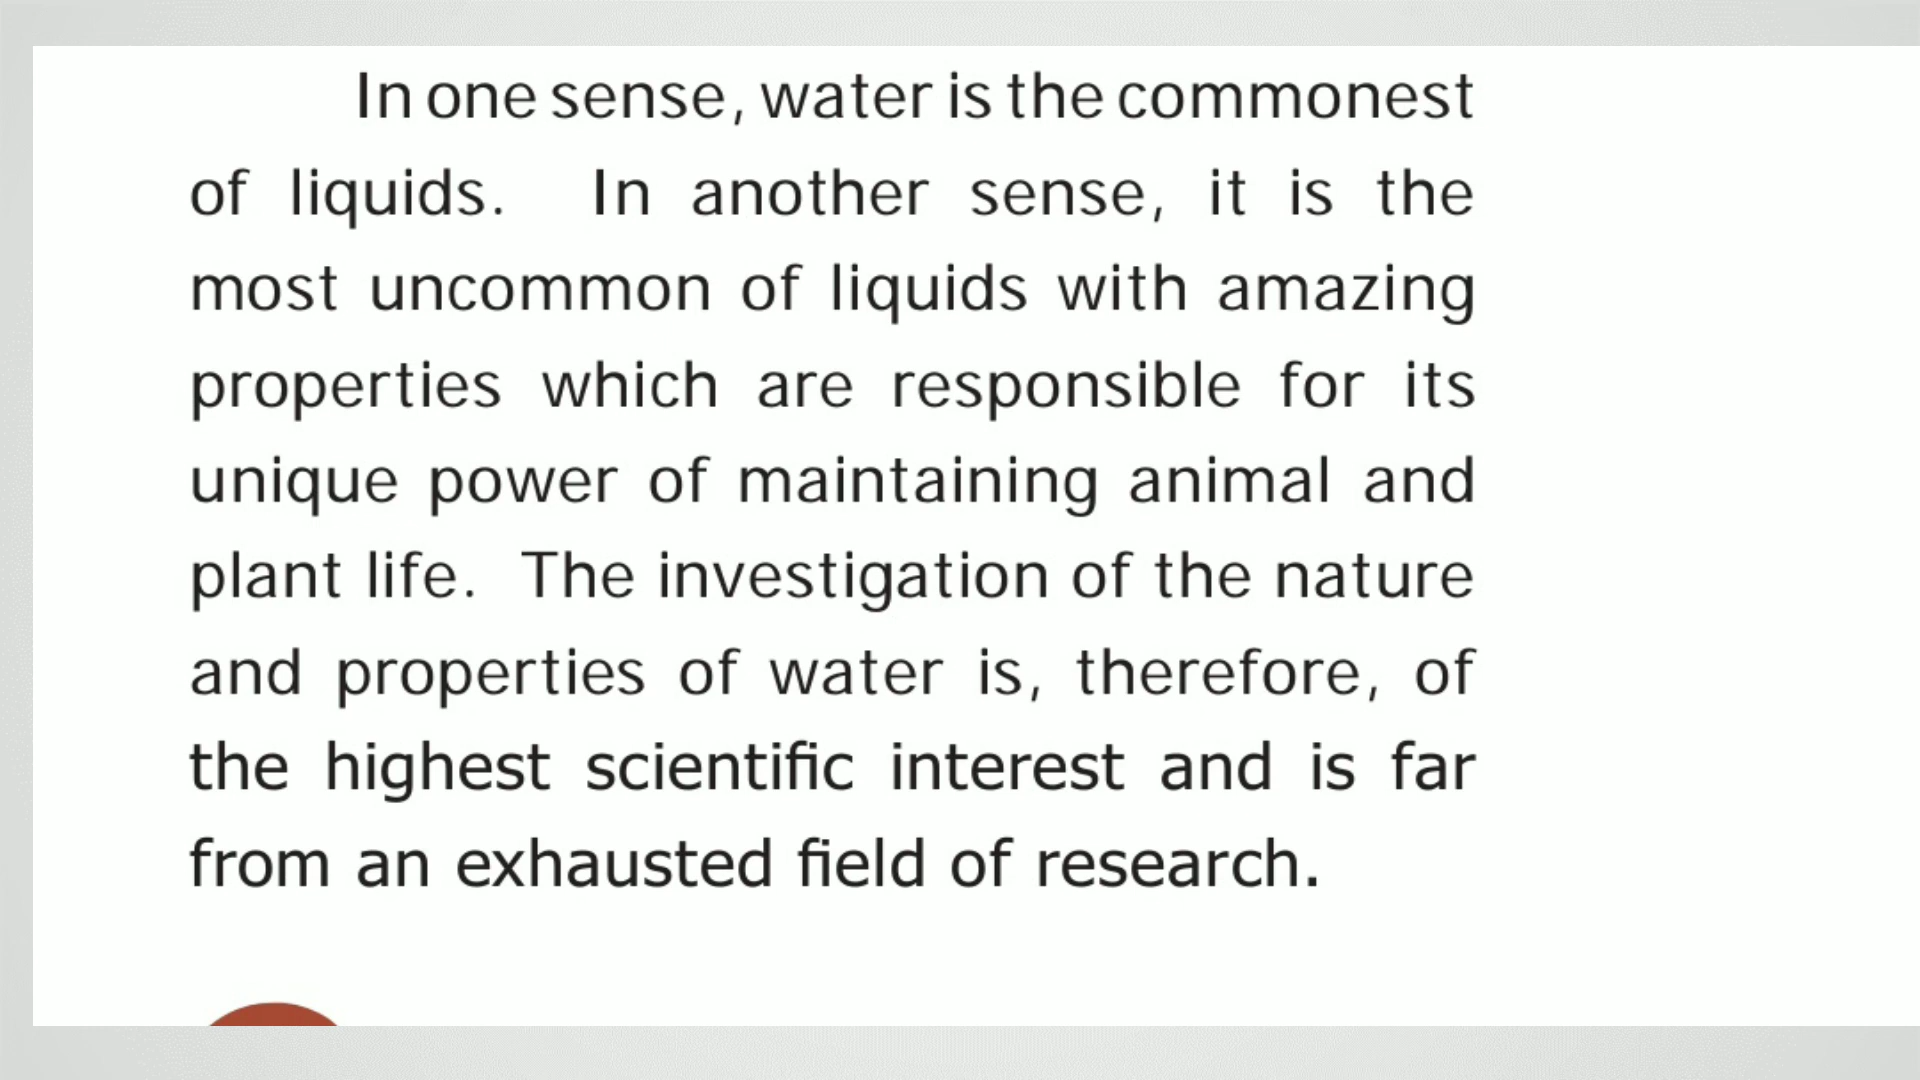 In one sense, water is the commonest
of liquids. In another sense, it is the
most uncommon of liquids with amazing
properties which are responsible for its
unique power of maintaining animal and
plant life. The investigation of the nature
and properties of water is, therefore, of
the highest scientific interest and is far
from an exhausted field of research.